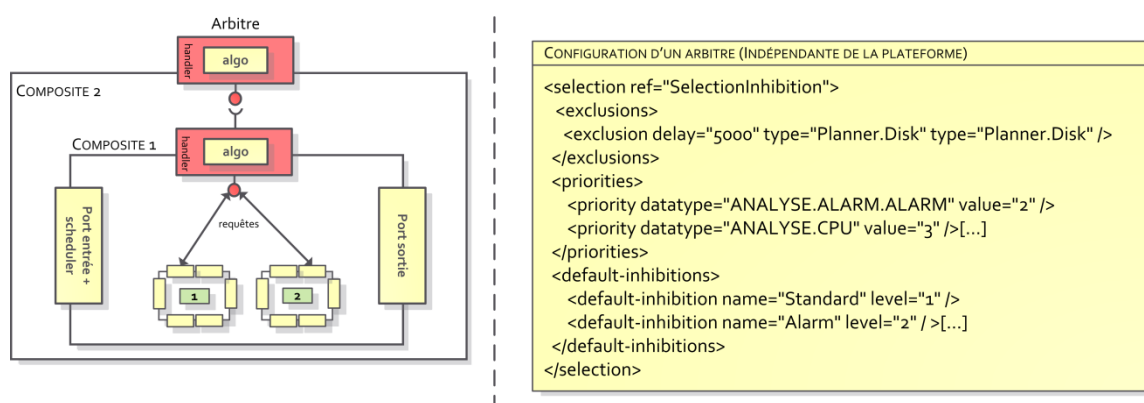 Arbitre
handler
algo
COMPOSITE 2
COMPOSITE 1
handler
algo
Port entrée +
scheduler
requêtes
Port sortie
1
2
CONFIGURATION D'UN ARBITRE (INDÉPENDANTE DE LA PLATEFORME)
<selection ref="SelectionInhibition">
<exclusions>
<exclusion delay="5000" type="Planner.Disk" type="Planner.Disk" />
</exclusions>
<priorities>
<priority datatype="ANALYSE.ALARM.ALARM" value="2" />
<priority datatype="ANALYSE.CPU" value="3" />[...]
</priorities>
<default-inhibitions>
<default-inhibition name="Standard" level="1" />
<default-inhibition name="Alarm" level="2" / >[...]
</default-inhibitions>
</selection>